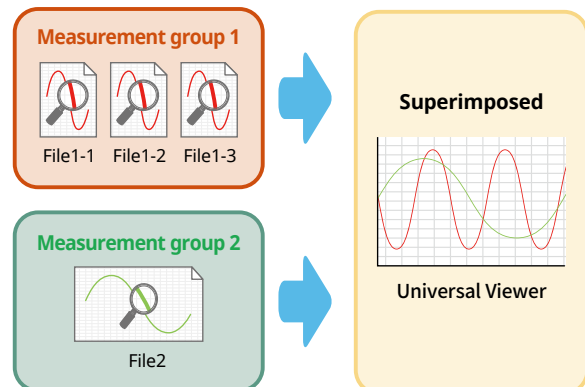 Measurement group 1
File1-1
File1-2
File1-3
Measurement group 2
File2
Superimposed
Universal Viewer